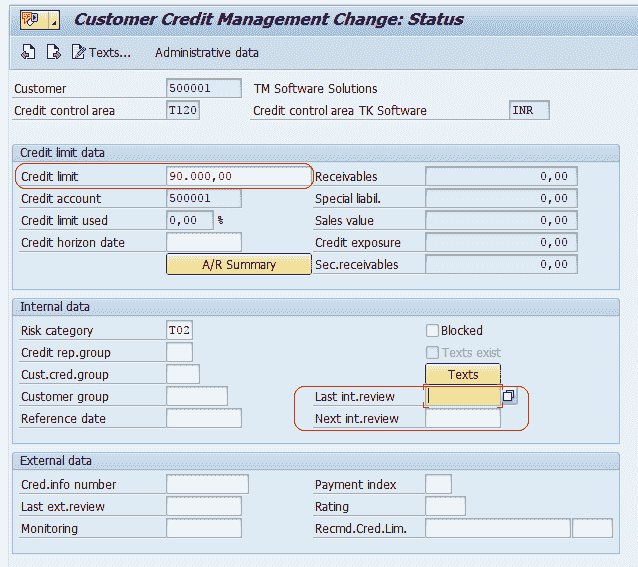 Customer Credit Management Change: Status
Texts... Administrative data
Customer 500001 TM Software Solutions
Credit control area T120 Credit control area TK Software INR
Credit limit data
Credit limit 90.000,00 Receivables 0,00
Credit account 500001 Special liabil. 0,00
Credit limit used 0,00 % Sales value 0,00
Credit horizon date Credit exposure 0,00
A/R Summary Sec.receivables 0,00
Internal data
Risk category T02 Blocked
Credit rep.group Texts exist
Cust.cred.group Texts
Customer group Last int.review
Reference date Next int.review
External data
Cred.info number Payment index
Last ext.review Rating
Monitoring Recmd.Cred.Lim.